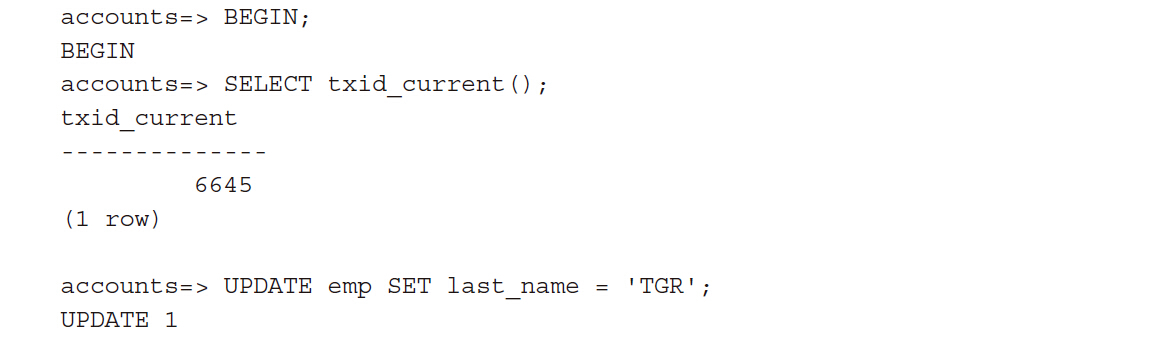 accounts=> BEGIN;
BEGIN
accounts=> SELECT txid_current();
txid_current
--------------
6645
(1 row)
accounts=> UPDATE emp SET last_name = 'TGR';
UPDATE 1